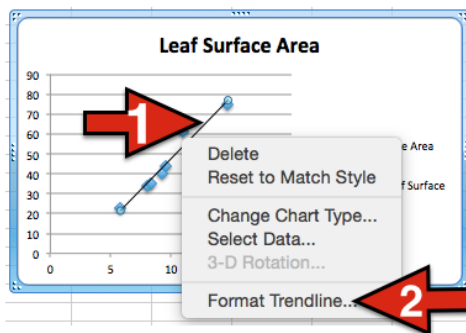 Leaf Surface Area
90
80
70
60
50
40
30
20
10
0
0 5 10
1
e Area
f Surface
Delete
Reset to Match Style
Change Chart Type...
Select Data...
3-D Rotation...
Format Trendline...
2